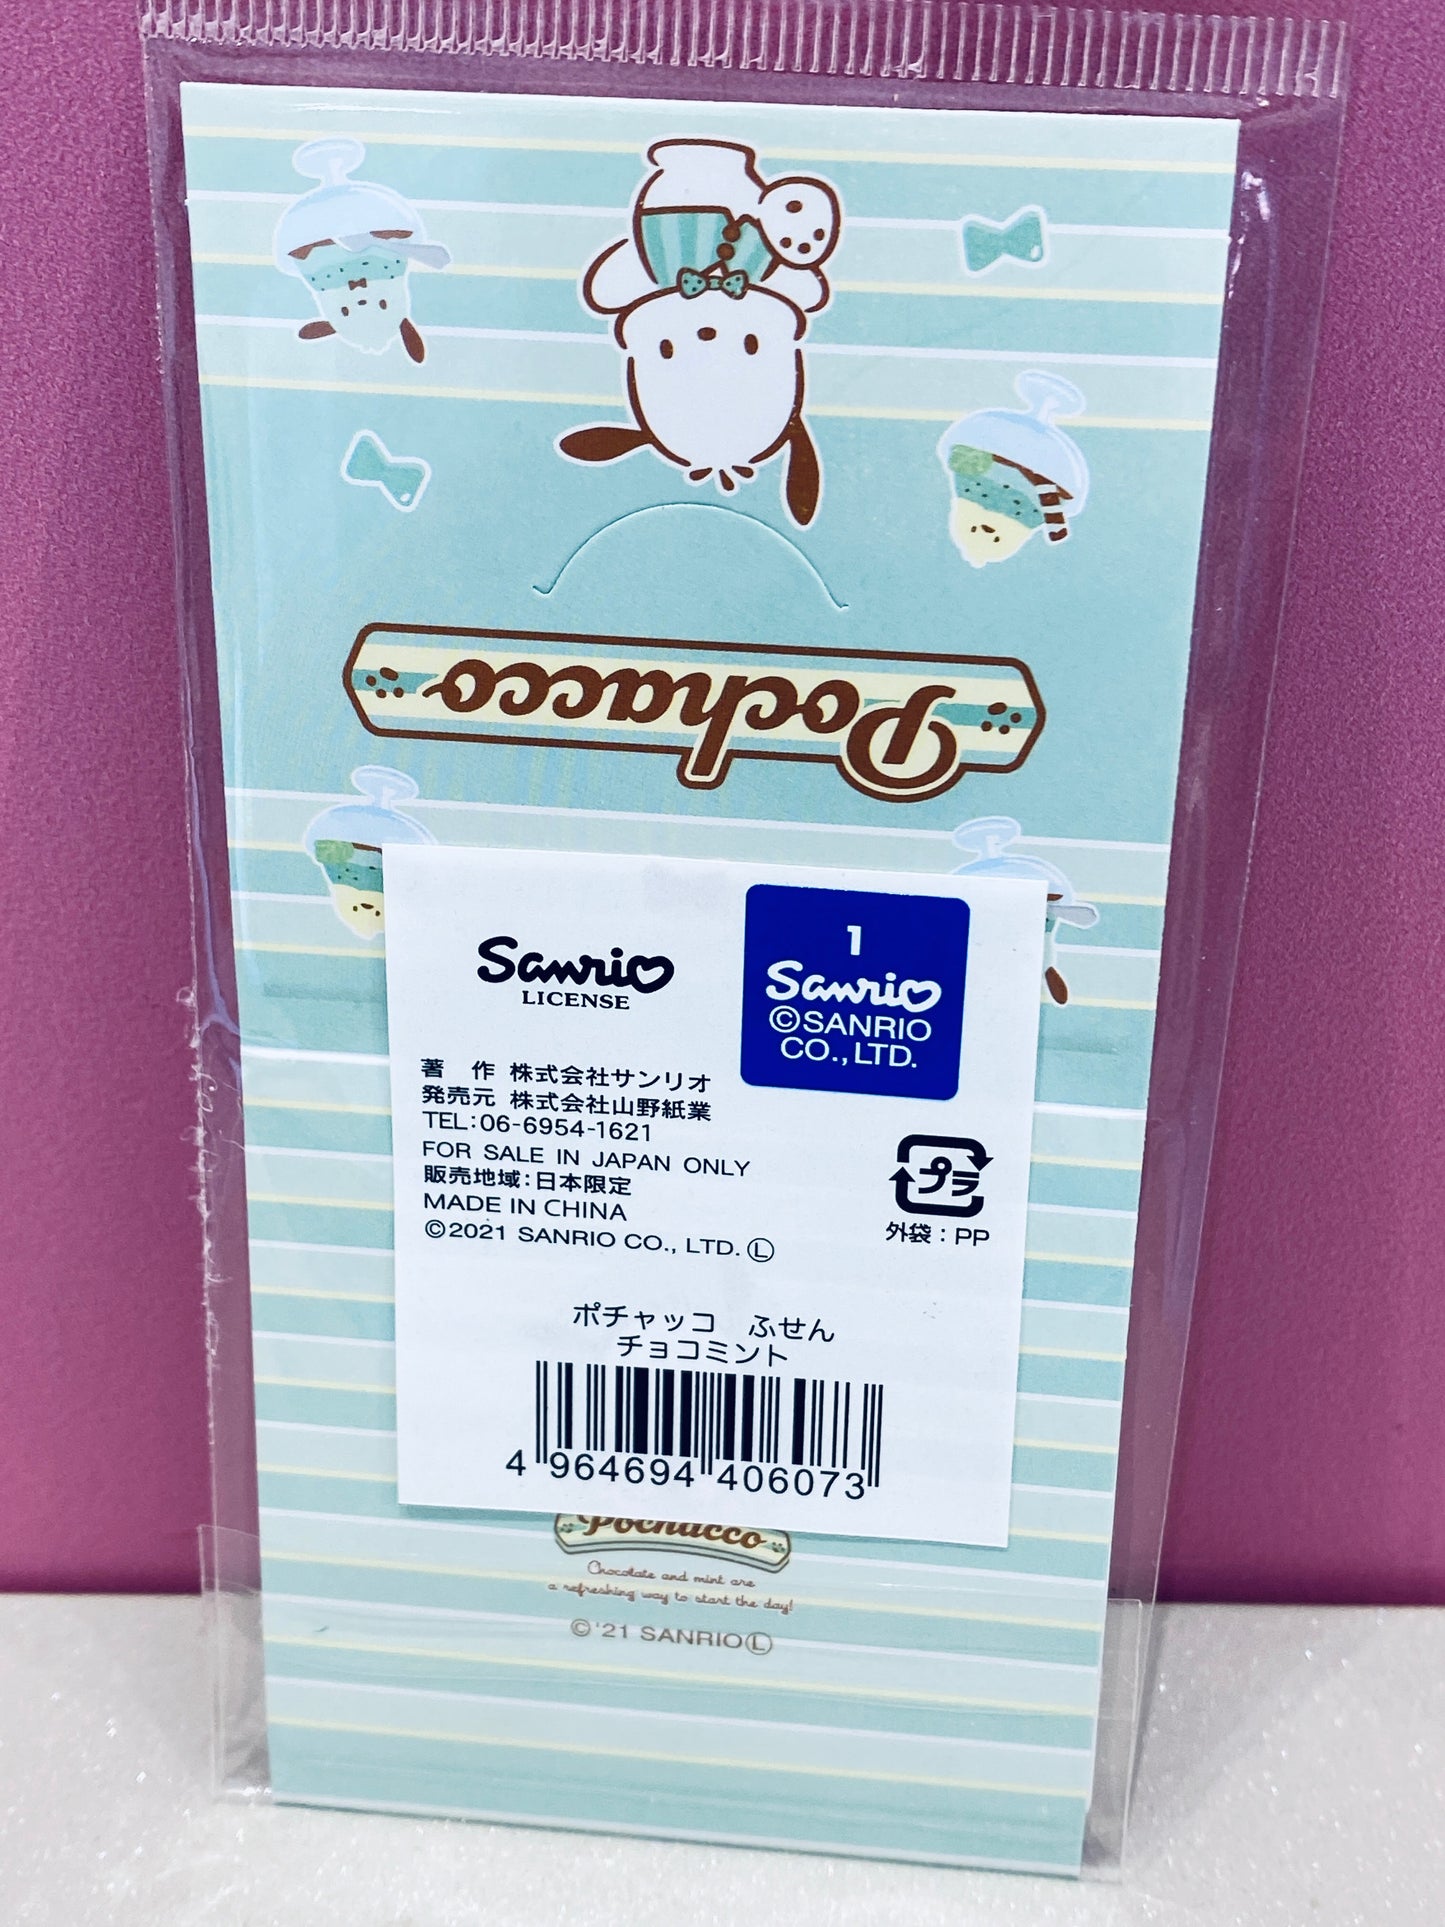 Pochacco
Sanrio
LICENSE
1
Sanrio
©SANRIO
CO.,LTD.
著　作 株式会社サンリオ
発売元 株式会社山野紙業
TEL:06-6954-1621
FOR SALE IN JAPAN ONLY
販売地域:日本限定
MADE IN CHINA
©2021 SANRIO CO., LTD. Ⓛ
プラ
外袋：PP
ポチャッコ　ふせん
チョコミント
4 964694 406073
Pochacco
Chocolate and mint are
a refreshing way to start the day!
©'21 SANRIO Ⓛ